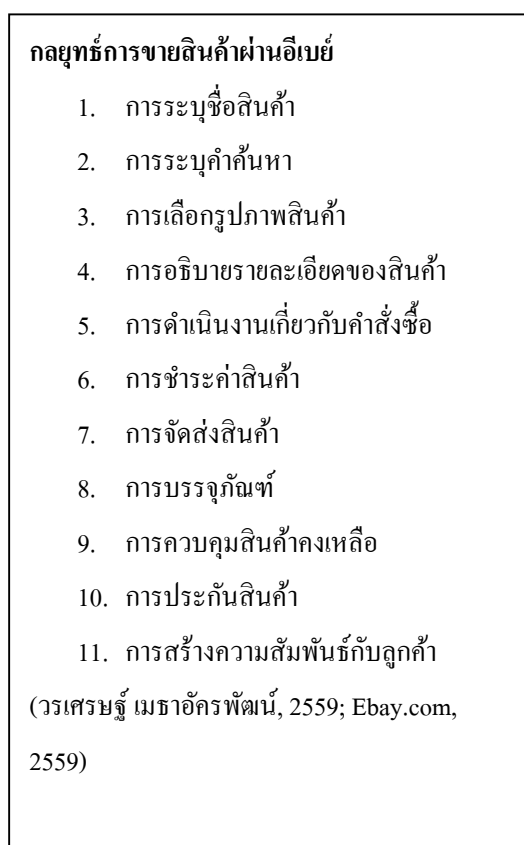 กลยุทธ์การขายสินค้าผ่านอีเบย์
1. การระบุชื่อสินค้า
2. การระบุคำค้นหา
3. การเลือกรูปภาพสินค้า
4. การอธิบายรายละเอียดของสินค้า
5. การดำเนินงานเกี่ยวกับคำสั่งซื้อ
6. การชำระค่าสินค้า
7. การจัดส่งสินค้า
8. การบรรจุภัณฑ์
9. การควบคุมสินค้าคงเหลือ
10. การประกันสินค้า
11. การสร้างความสัมพันธ์กับลูกค้า
(วรเศรษฐ์ เมธาอัครพัฒน์, 2559; Ebay.com,
2559)